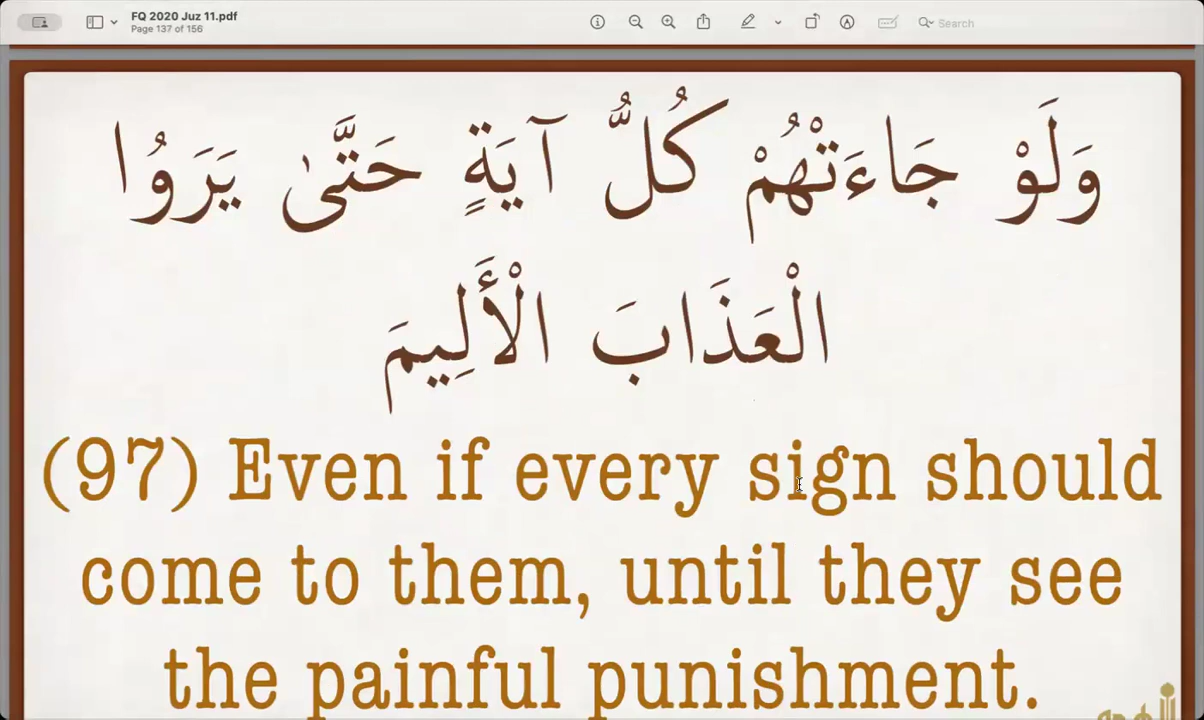 FQ 2020 Juz 11.pdf
Page 137 of 156
Search
وَلَوْ جَاءَتْهُمْ كُلُّ آيَةٍ حَتَّىٰ يَرَوُا
الْعَذَابَ الْأَلِيمَ
(97) Even if every sign should
come to them, until they see
the painful punishment.